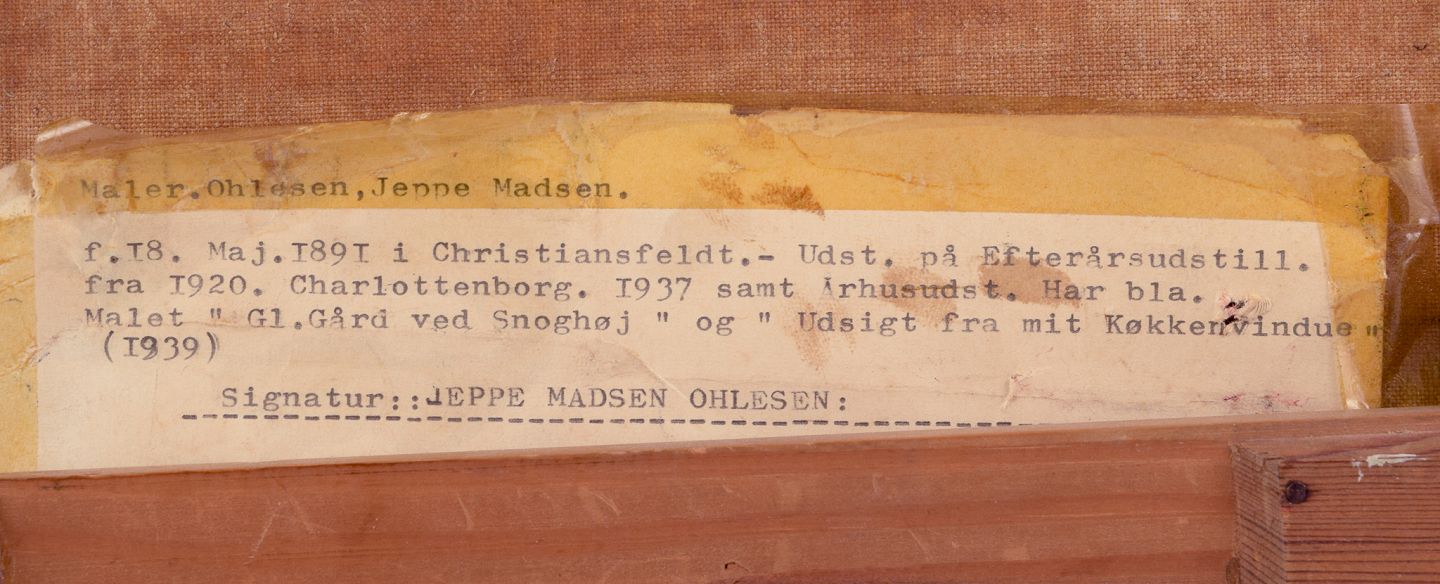 Maler.Ohlesen,Jeppe Madsen.
f.I8. Maj.I89I i Christiansfeldt.- Udst. på Efterårsudstill.
fra I920. Charlottenborg. I937 samt Århusudst. Har bla.
Malet " Gl.Gård ved Snoghøj " og " Udsigt fra mit Køkkenvindue "
(I939)
Signatur::JEPPE MADSEN OHLESEN: